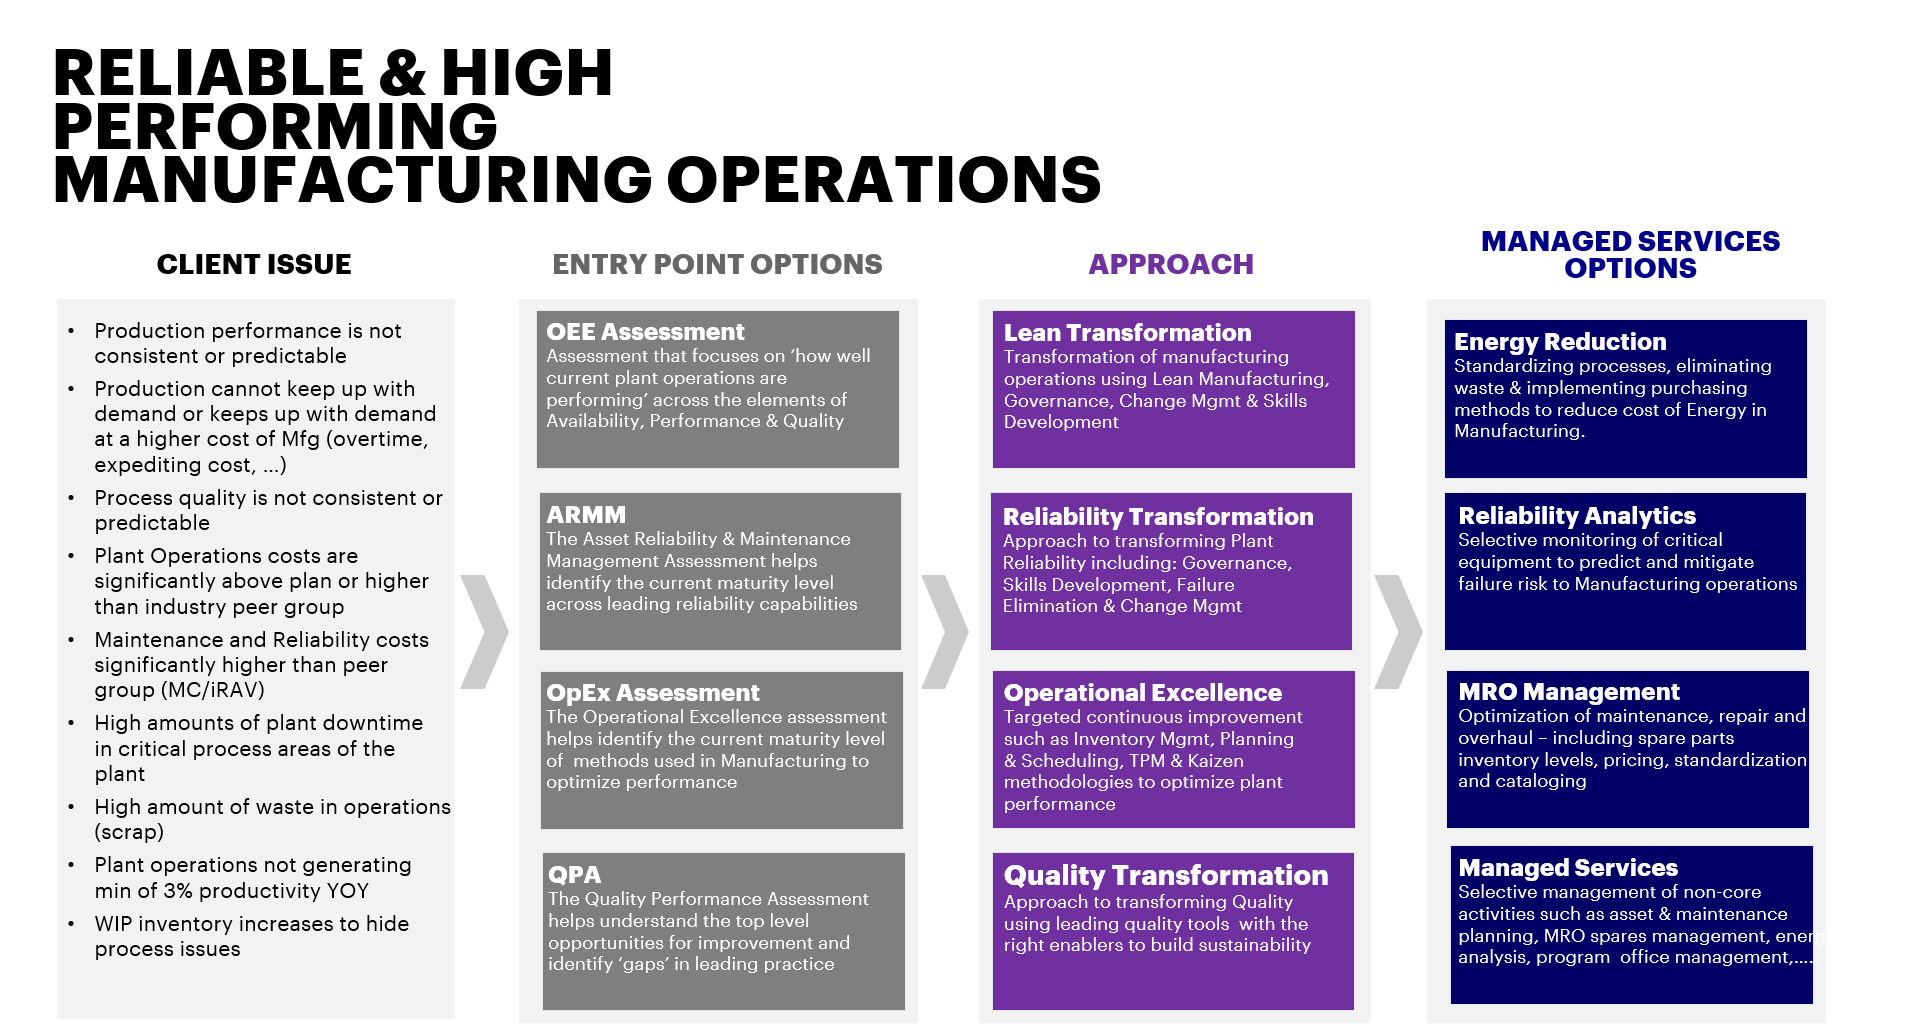 RELIABLE & HIGH
PERFORMING
MANUFACTURING OPERATIONS
CLIENT ISSUE
• Production performance is not
consistent or predictable
• Production cannot keep up with
demand or keeps up with demand
at a higher cost of Mfg (overtime,
expediting cost, ...)
• Process quality is not consistent or
predictable
• Plant Operations costs are
significantly above plan or higher
than industry peer group
• Maintenance and Reliability costs
significantly higher than peer
group (MC/iRAV)
• High amounts of plant downtime
in critical process areas of the
plant
• High amount of waste in operations
(scrap)
• Plant operations not generating
min of 3% productivity YOY
• WIP inventory increases to hide
process issues
ENTRY POINT OPTIONS
OEE Assessment
Assessment that focuses on ‘how well
current plant operations are
performing’ across the elements of
Availability, Performance & Quality
ARMM
The Asset Reliability & Maintenance
Management Assessment helps
identify the current maturity level
across leading reliability capabilities
OpEx Assessment
The Operational Excellence assessment
helps identify the current maturity level
of  methods used in Manufacturing to
optimize performance
QPA
The Quality Performance Assessment
helps understand the top level
opportunities for improvement and
identify ‘gaps’ in leading practice
APPROACH
Lean Transformation
Transformation of manufacturing
operations using Lean Manufacturing,
Governance, Change Mgmt & Skills
Development
Reliability Transformation
Approach to transforming Plant
Reliability including: Governance,
Skills Development, Failure
Elimination & Change Mgmt
Operational Excellence
Targeted continuous improvement
such as Inventory Mgmt, Planning
& Scheduling, TPM & Kaizen
methodologies to optimize plant
performance
Quality Transformation
Approach to transforming Quality
using leading quality tools  with the
right enablers to build sustainability
MANAGED SERVICES
OPTIONS
Energy Reduction
Standardizing processes, eliminating
waste & implementing purchasing
methods to reduce cost of Energy in
Manufacturing.
Reliability Analytics
Selective monitoring of critical
equipment to predict and mitigate
failure risk to Manufacturing operations
MRO Management
Optimization of maintenance, repair and
overhaul – including spare parts
inventory levels, pricing, standardization
and cataloging
Managed Services
Selective management of non-core
activities such as asset & maintenance
planning, MRO spares management, energ
analysis, program  office management,.....